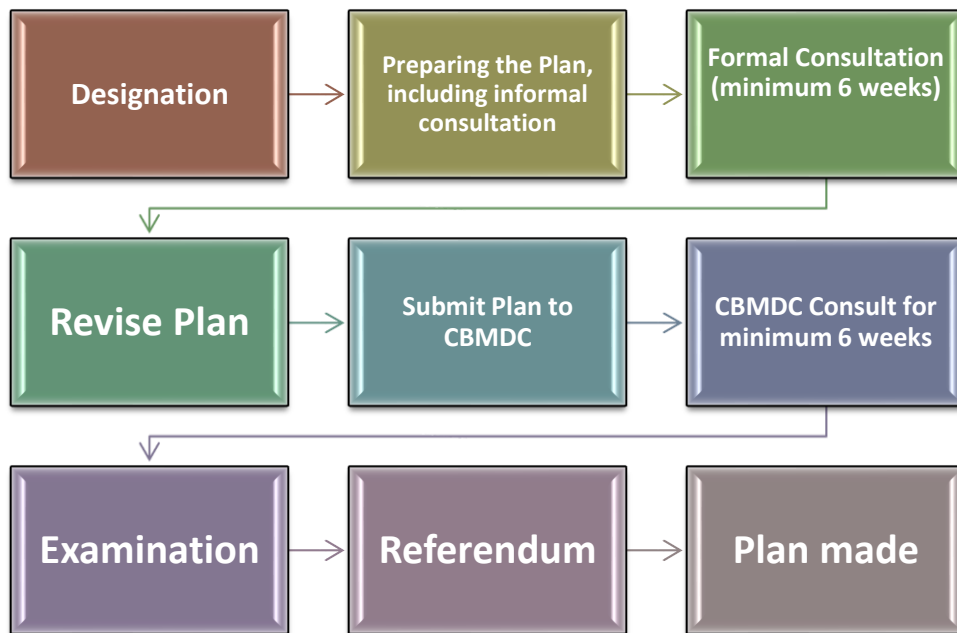 Designation
Preparing the Plan,
including informal
consultation
Formal Consultation
(minimum 6 weeks)
Revise Plan
Submit Plan to
CBMDC
CBMDC Consult for
minimum 6 weeks
Examination
Referendum
Plan made